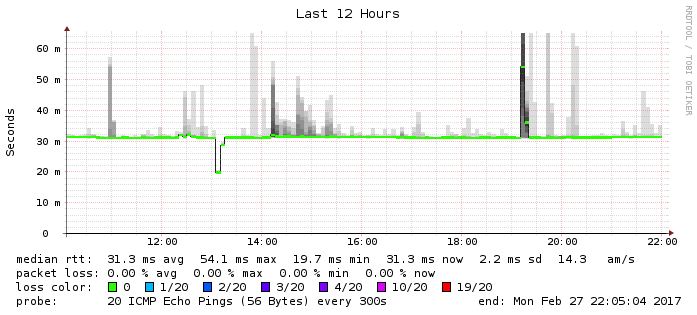 Last 12 Hours
RRDTOOL / TOBI OETIKER
Seconds
60 m
50 m
40 m
30 m
20 m
10 m
0
12:00 14:00 16:00 18:00 20:00 22:00
median rtt: 31.3 ms avg 54.1 ms max 19.7 ms min 31.3 ms now 2.2 ms sd 14.3 am/s
packet loss: 0.00 % avg 0.00 % max 0.00 % min 0.00 % now
loss color: 0 1/20 2/20 3/20 4/20 10/20 19/20
probe: 20 ICMP Echo Pings (56 Bytes) every 300s end: Mon Feb 27 22:05:04 2017